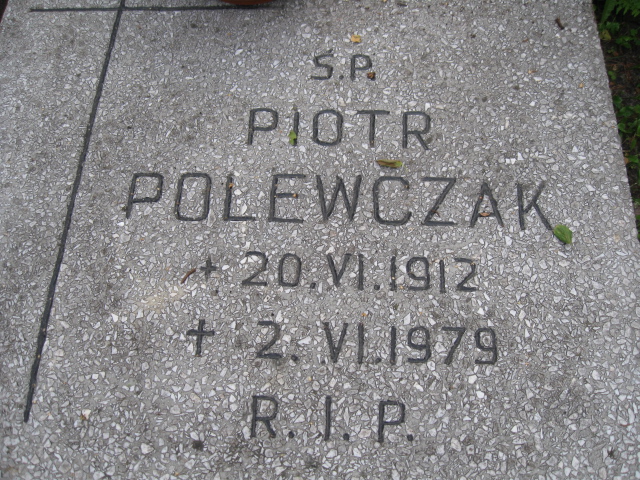 Ś.P.
PIOTR
POLEWCZAK
* 20.VI.1912
+ 2.VI.1979
R.I.P.